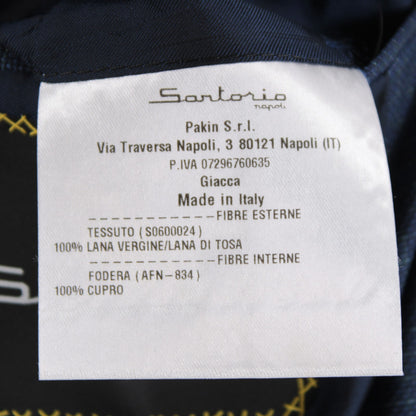 Sartorio
napoli
Pakin S.r.l.
Via Traversa Napoli, 3 80121 Napoli (IT)
P.IVA 07296760635
Giacca
Made in Italy
-----------------FIBRE ESTERNE
TESSUTO (S0600024)
100% LANA VERGINE/LANA DI TOSA
-----------------FIBRE INTERNE
FODERA (AFN-834)
100% CUPRO